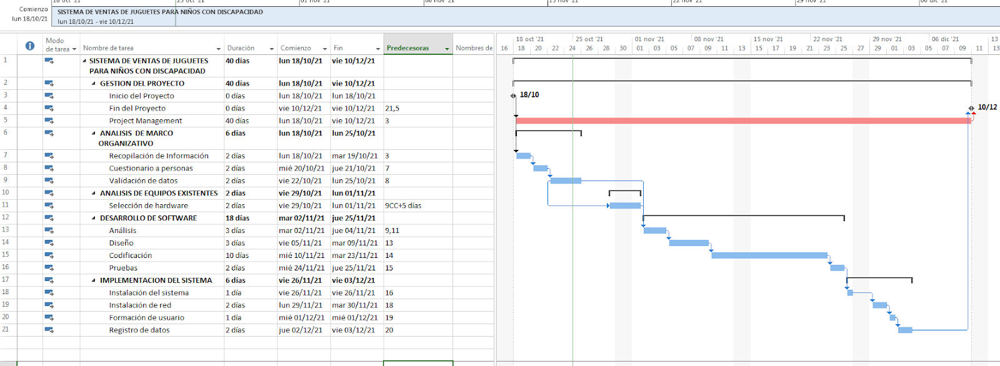 18 oct '21 25 oct '21 01 nov '21 08 nov '21 15 nov '21 22 nov '21 29 nov '21 06 dic '21
Comienzo
lun 18/10/21
SISTEMA DE VENTAS DE JUGUETES PARA NIÑOS CON DISCAPACIDAD
lun 18/10/21 - vie 10/12/21
Modo de tarea Nombre de tarea Duración Comienzo Fin Predecesoras Nombres de
18 oct '21 25 oct '21 01 nov '21 08 nov '21 15 nov '21 22 nov '21 29 nov '21 06 dic '21 13
16 18 20 22 24 26 28 30 01 03 05 07 09 11 13 15 17 19 21 23 25 27 29 01 03 05 07 09 11 13
1 SISTEMA DE VENTAS DE JUGUETES 40 días lun 18/10/21 vie 10/12/21
PARA NIÑOS CON DISCAPACIDAD
2 GESTION DEL PROYECTO 40 días lun 18/10/21 vie 10/12/21
3 Inicio del Proyecto 0 días lun 18/10/21 lun 18/10/21 18/10
4 Fin del Proyecto 0 días vie 10/12/21 vie 10/12/21 21,5 10/12
5 Project Management 40 días lun 18/10/21 vie 10/12/21 3
6 ANALISIS DE MARCO 6 días lun 18/10/21 lun 25/10/21
ORGANIZATIVO
7 Recopilación de Información 2 días lun 18/10/21 mar 19/10/21 3
8 Cuestionario a personas 2 días mié 20/10/21 jue 21/10/21 7
9 Validación de datos 2 días vie 22/10/21 lun 25/10/21 8
10 ANALISIS DE EQUIPOS EXISTENTES 2 días vie 29/10/21 lun 01/11/21
11 Selección de hardware 2 días vie 29/10/21 lun 01/11/21 9CC+5 días
12 DESARROLLO DE SOFTWARE 18 días mar 02/11/21 jue 25/11/21
13 Análisis 3 días mar 02/11/21 jue 04/11/21 9,11
14 Diseño 3 días vie 05/11/21 mar 09/11/21 13
15 Codificación 10 días mié 10/11/21 mar 23/11/21 14
16 Pruebas 2 días mié 24/11/21 jue 25/11/21 15
17 IMPLEMENTACION DEL SISTEMA 6 días vie 26/11/21 vie 03/12/21
18 Instalación del sistema 1 día vie 26/11/21 vie 26/11/21 16
19 Instalación de red 2 días lun 29/11/21 mar 30/11/21 18
20 Formación de usuario 1 día mié 01/12/21 mié 01/12/21 19
21 Registro de datos 2 días jue 02/12/21 vie 03/12/21 20